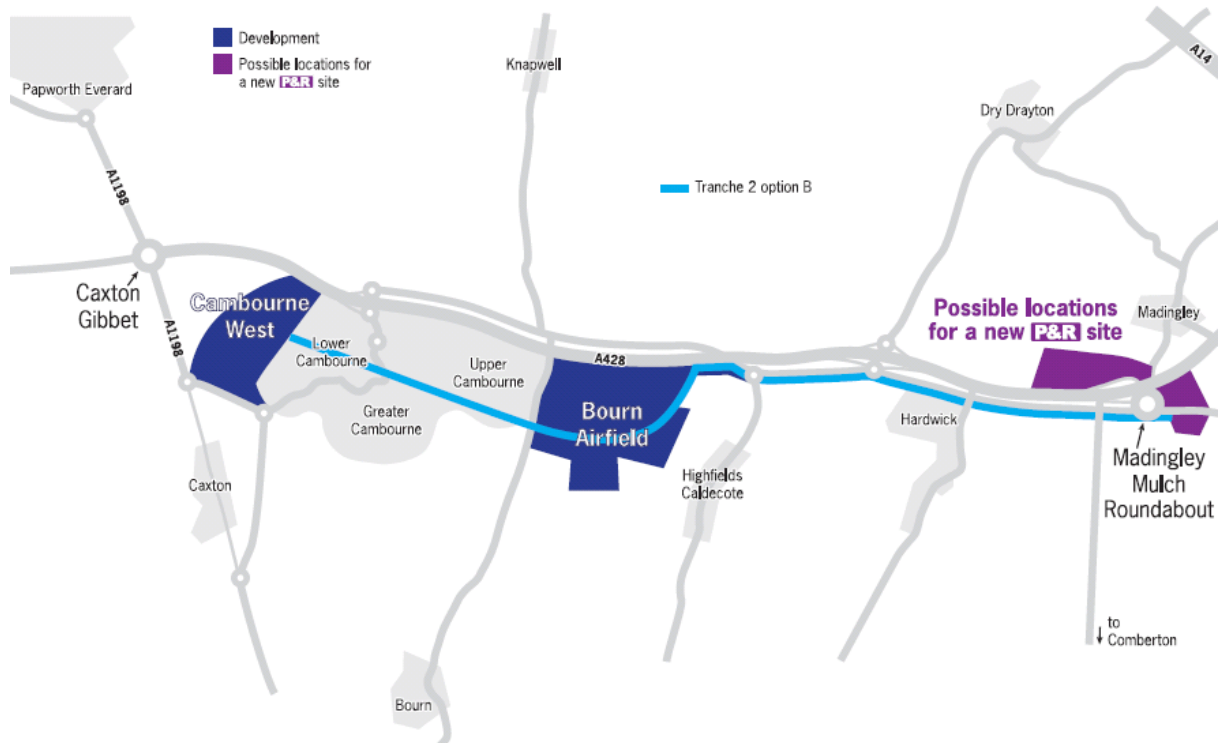 Development
Possible locations for
a new P&R site
Papworth Everard
Knapwell
A14
Dry Drayton
A1198
Tranche 2 option B
Caxton
Gibbet
Cambourne
West
A1198
Possible locations
for a new P&R site
Madingley
Lower
Cambourne
Upper
Cambourne
A428
Greater
Cambourne
Bourn
Airfield
Hardwick
Caxton
Highfields
Caldecote
Madingley
Mulch
Roundabout
to
Comberton
Bourn